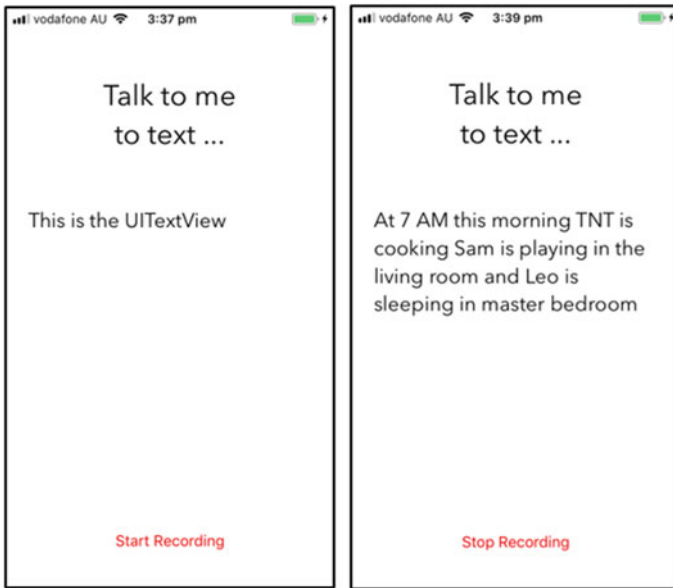 vodafone AU 3:37 pm
Talk to me
to text ...
This is the UITextView
Start Recording
vodafone AU 3:39 pm
Talk to me
to text ...
At 7 AM this morning TNT is
cooking Sam is playing in the
living room and Leo is
sleeping in master bedroom
Stop Recording